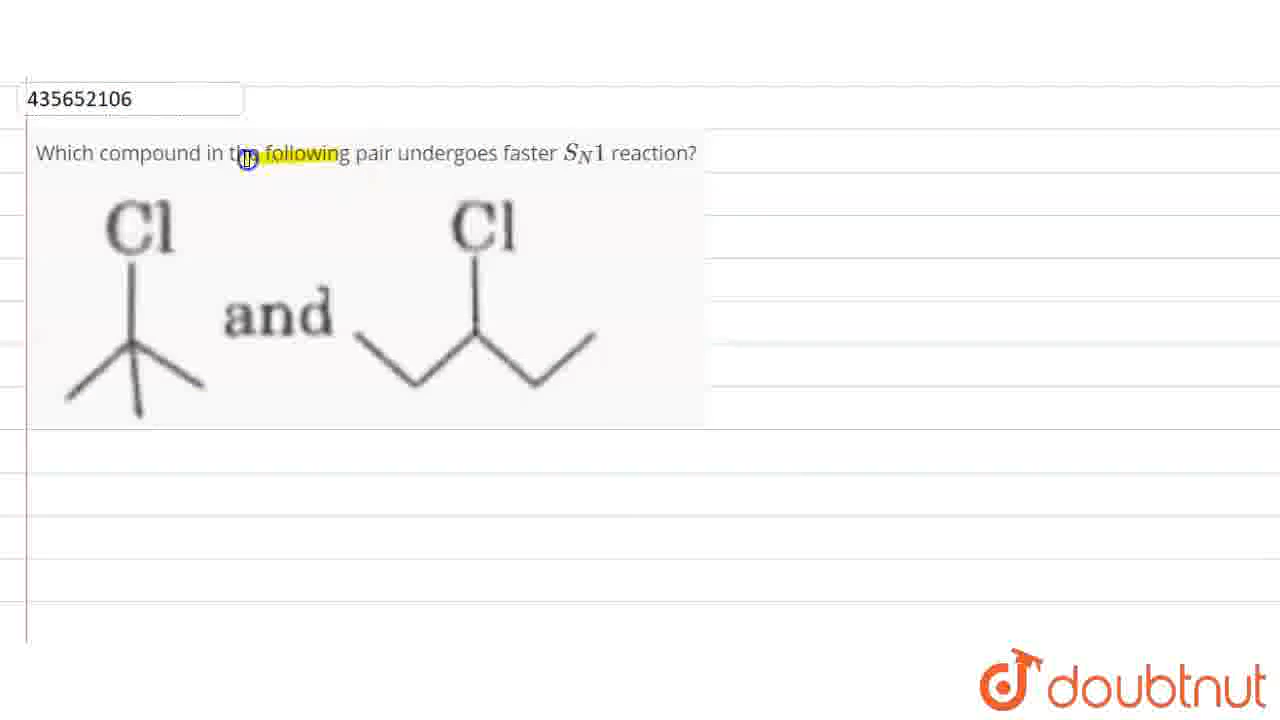 435652106
Which compound in the following pair undergoes faster S_N1 reaction?
Cl
Cl
and
doubtnut